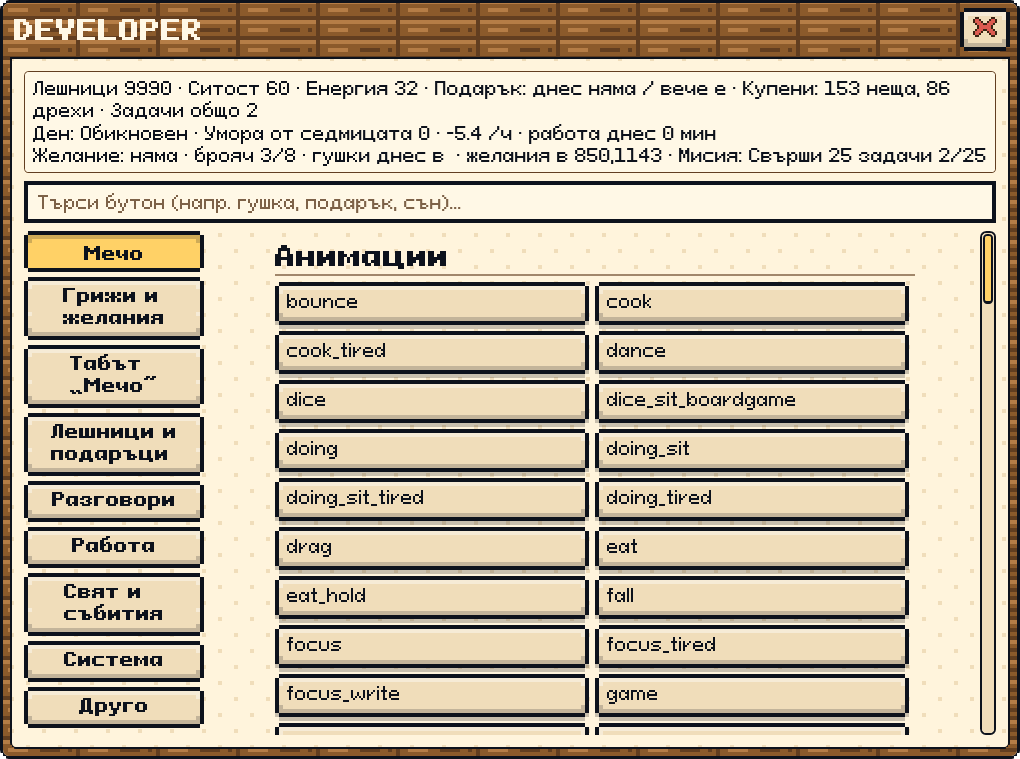 DEVELOPER
Лешници 9990 · Ситост 60 · Енергия 32 · Подарък: днес няма / вече е · Купени: 153 неща, 86
дрехи · Задачи общо 2
Ден: Обикновен · Умора от седмицата 0 · -5.4 /ч · работа днес 0 мин
Желание: няма · брояч 3/8 · гушки днес в · желания в 850,1143 · Мисия: Свърши 25 задачи 2/25
Търси бутон (напр. гушка, подарък, сън)...
Мечо
Грижи и
желания
Табът
„Мечо“
Лешници и
подаръци
Разговори
Работа
Свят и
събития
Система
Друго
Анимации
bounce
cook
cook_tired
dance
dice
dice_sit_boardgame
doing
doing_sit
doing_sit_tired
doing_tired
drag
eat
eat_hold
fall
focus
focus_tired
focus_write
game